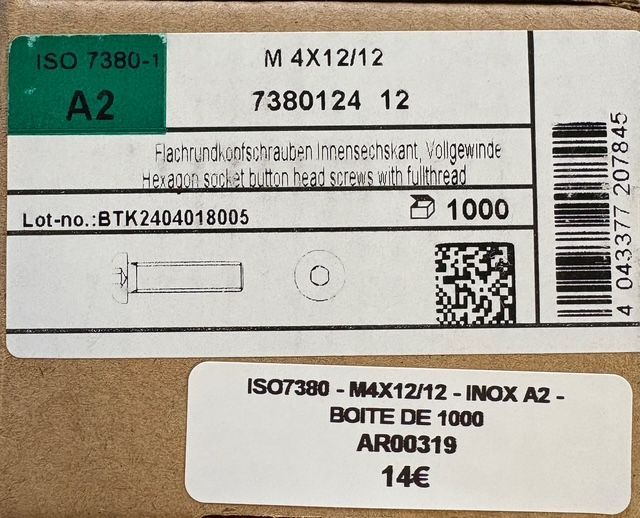 ISO 7380-1
A2
M 4X12/12
7380124 12
Flachrundkopfschrauben Innensechskant, Vollgewinde
Hexagon socket button head screws with fullthread
Lot-no.:BTK2404018005
1000
4 043377 207845
ISO7380 - M4X12/12 - INOX A2 -
BOITE DE 1000
AR00319
14€